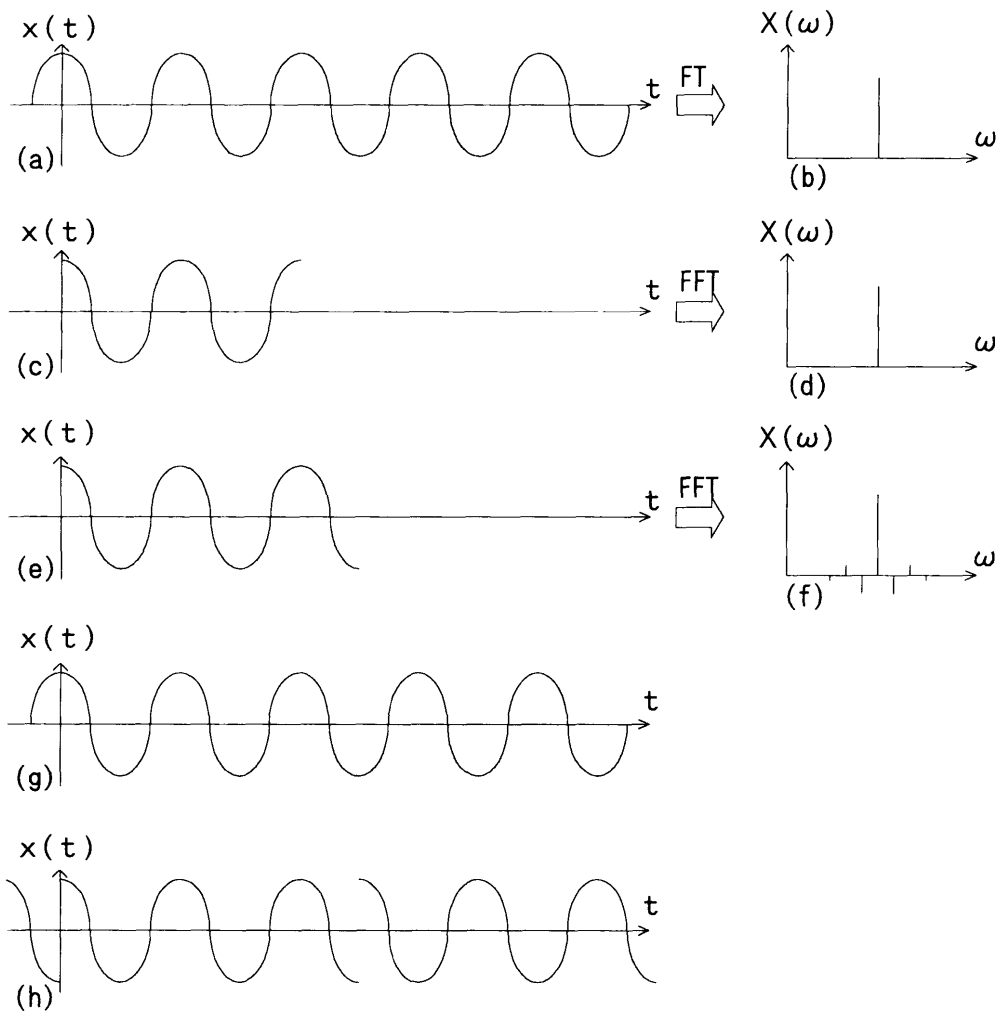 x(t)
t
FT
X(ω)
ω
(a)
(b)
x(t)
t
FFT
X(ω)
ω
(c)
(d)
x(t)
t
FFT
X(ω)
ω
(e)
(f)
x(t)
t
(g)
x(t)
t
(h)